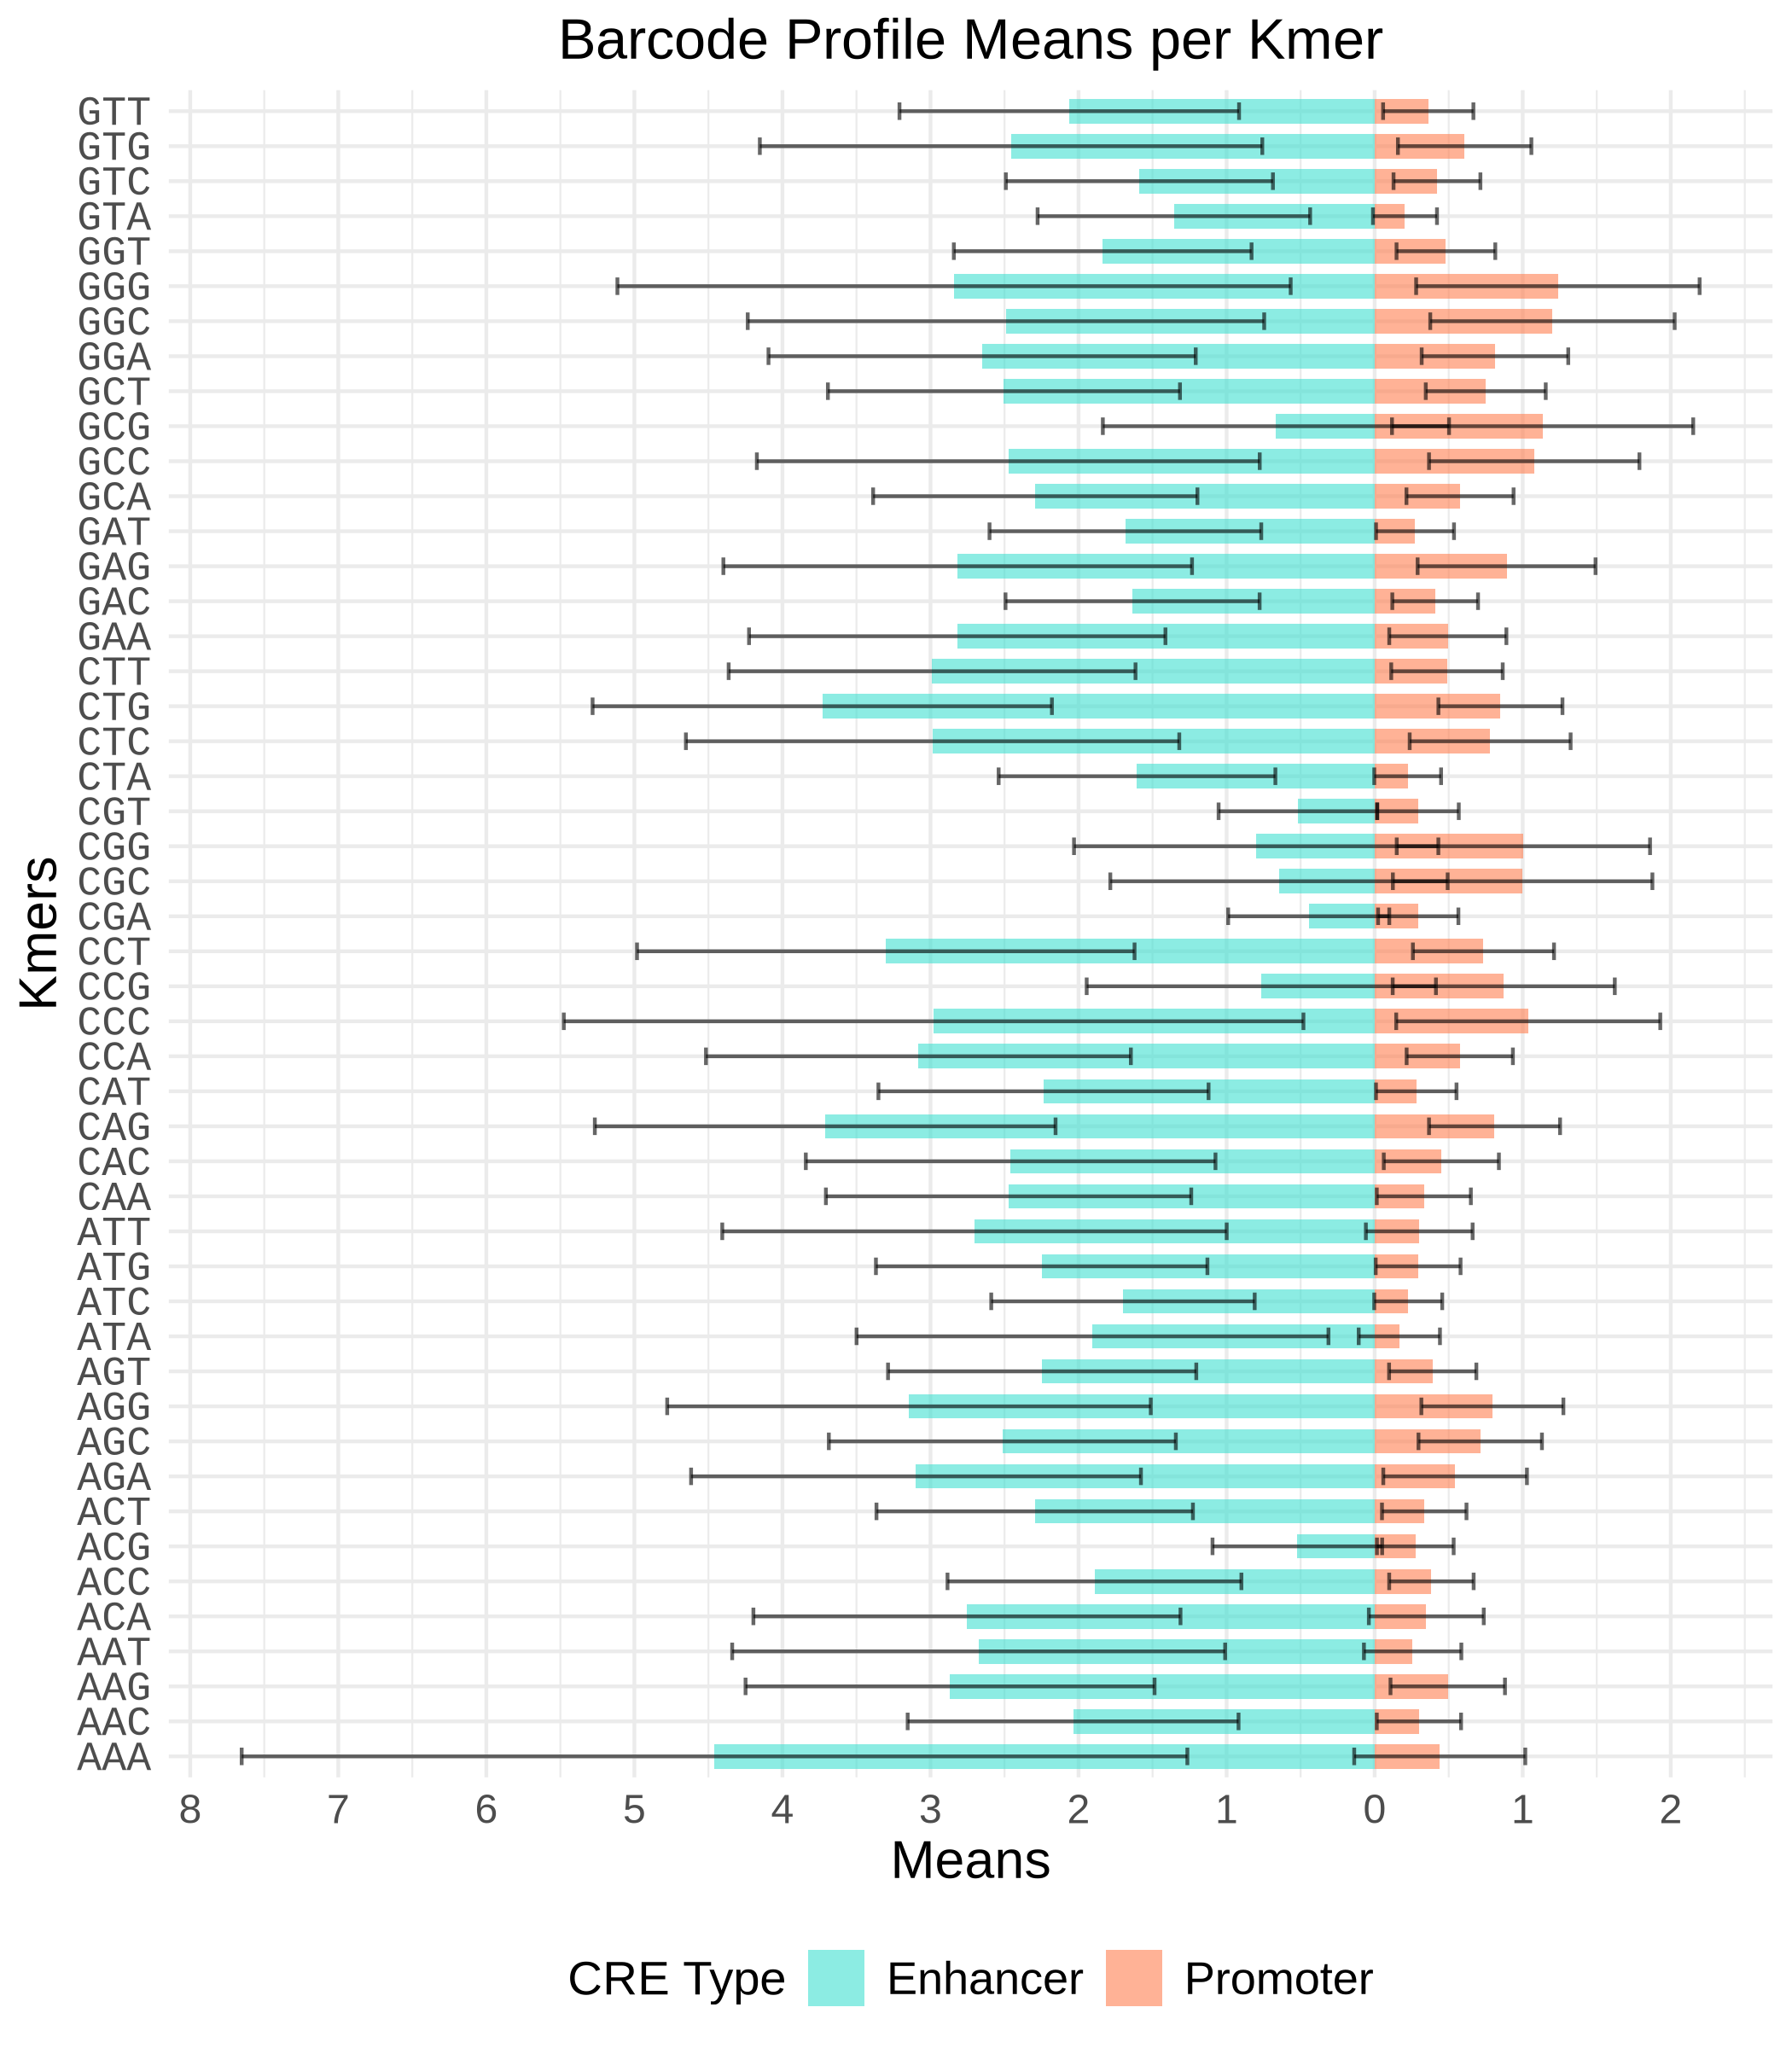 Barcode Profile Means per Kmer
Kmers
GTT
GTG
GTC
GTA
GGT
GGG
GGC
GGA
GCT
GCG
GCC
GCA
GAT
GAG
GAC
GAA
CTT
CTG
CTC
CTA
CGT
CGG
CGC
CGA
CCT
CCG
CCC
CCA
CAT
CAG
CAC
CAA
ATT
ATG
ATC
ATA
AGT
AGG
AGC
AGA
ACT
ACG
ACC
ACA
AAT
AAG
AAC
AAA
8 7 6 5 4 3 2 1 0 1 2
Means
CRE Type Enhancer Promoter